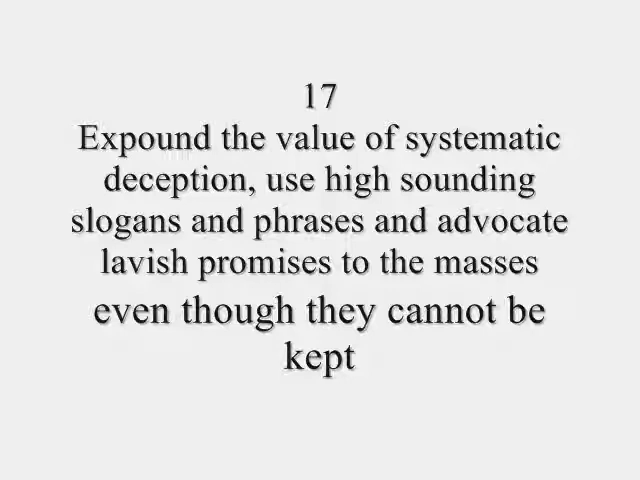 17
Expound the value of systematic
deception, use high sounding
slogans and phrases and advocate
lavish promises to the masses
even though they cannot be
kept